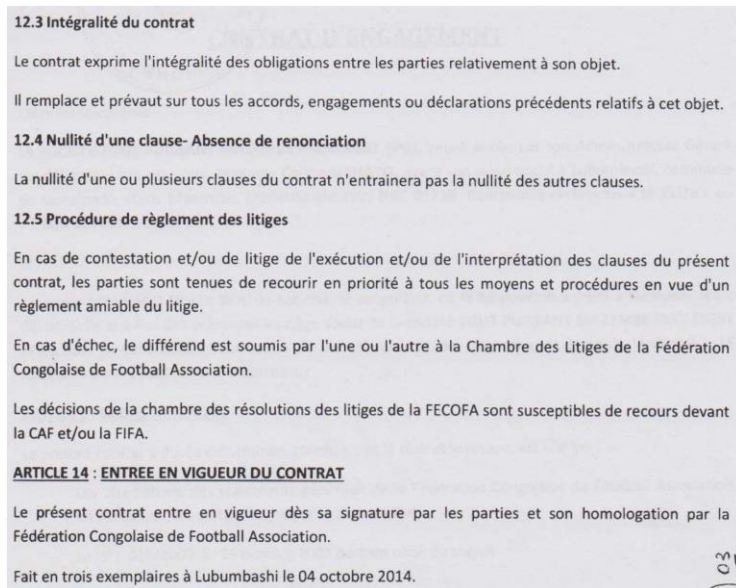 12.3 Intégralité du contrat
Le contrat exprime l'intégralité des obligations entre les parties relativement à son objet.
Il remplace et prévaut sur tous les accords, engagements ou déclarations précédents relatifs à cet objet.
12.4 Nullité d'une clause- Absence de renonciation
La nullité d'une ou plusieurs clauses du contrat n'entrainera pas la nullité des autres clauses.
12.5 Procédure de règlement des litiges
En cas de contestation et/ou de litige de l'exécution et/ou de l'interprétation des clauses du présent
contrat, les parties sont tenues de recourir en priorité à tous les moyens et procédures en vue d'un
règlement amiable du litige.
En cas d'échec, le différend est soumis par l'une ou l'autre à la Chambre des Litiges de la Fédération
Congolaise de Football Association.
Les décisions de la chambre des résolutions des litiges de la FECOFA sont susceptibles de recours devant
la CAF et/ou la FIFA.
ARTICLE 14 : ENTREE EN VIGUEUR DU CONTRAT
Le présent contrat entre en vigueur dès sa signature par les parties et son homologation par la
Fédération Congolaise de Football Association.
Fait en trois exemplaires à Lubumbashi le 04 octobre 2014.
03